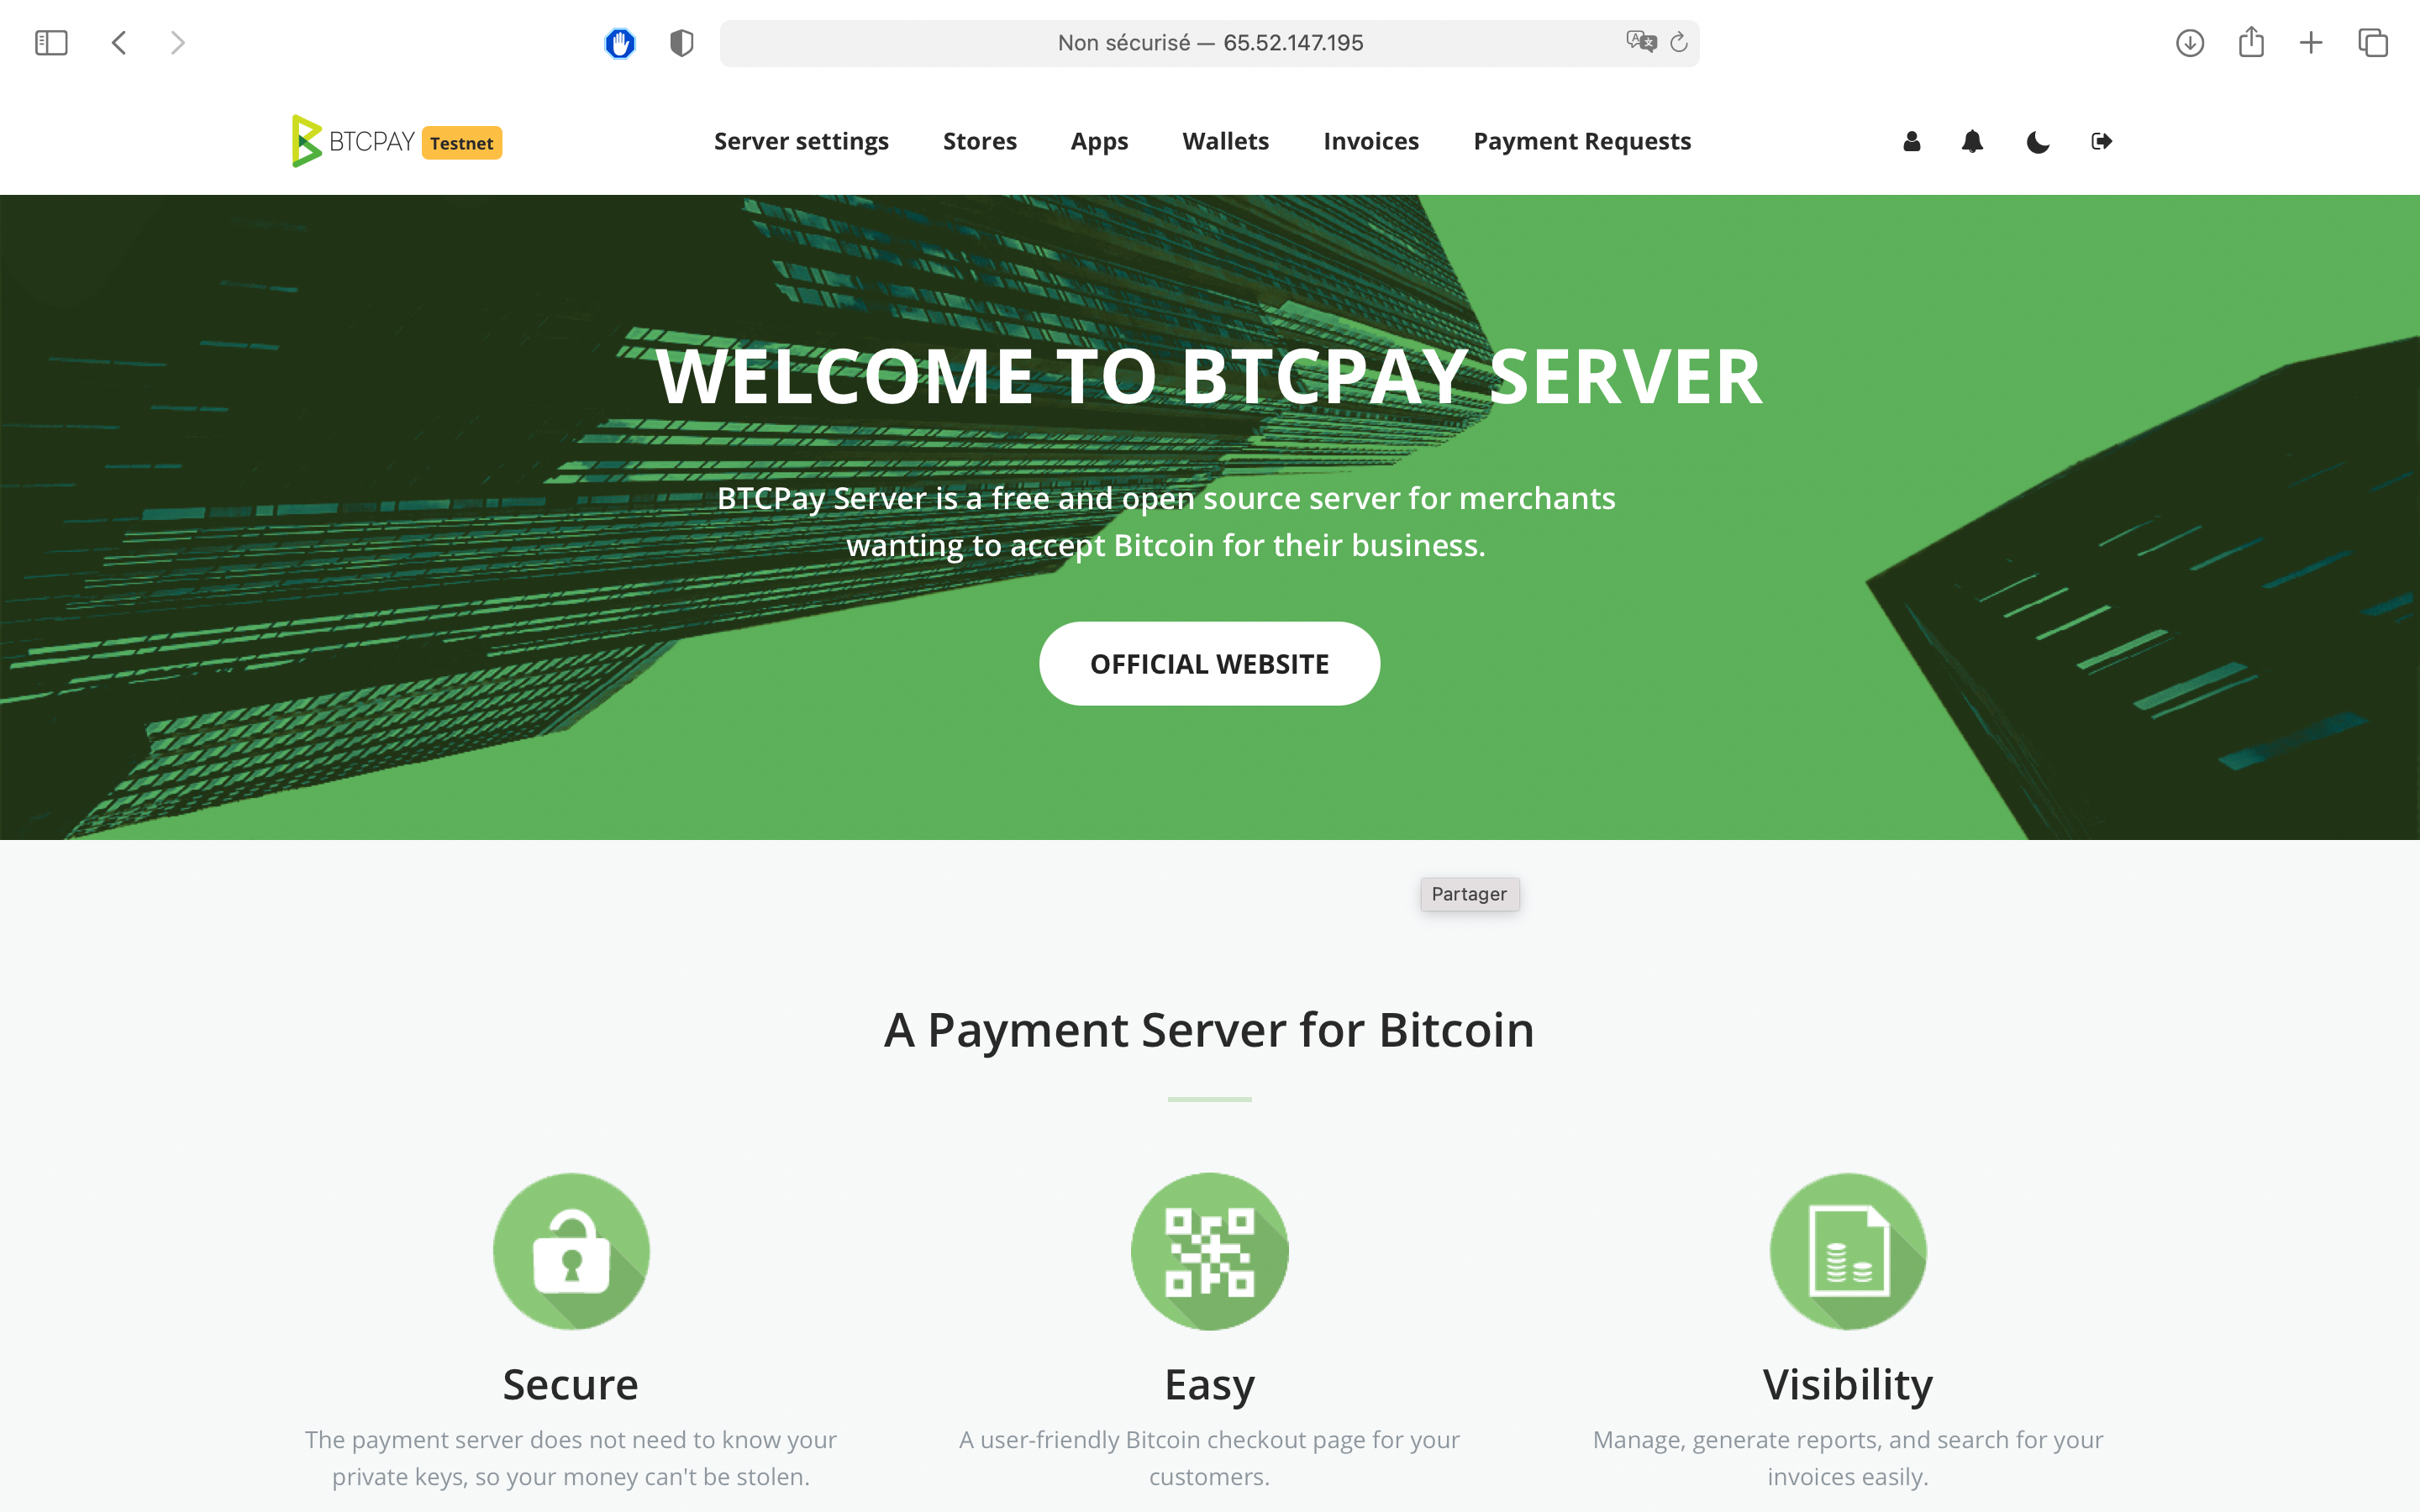 Non sécurisé — 65.52.147.195
BTCPAY Testnet
Server settings Stores Apps Wallets Invoices Payment Requests
WELCOME TO BTCPAY SERVER
BTCPay Server is a free and open source server for merchants
wanting to accept Bitcoin for their business.
OFFICIAL WEBSITE
Partager
A Payment Server for Bitcoin
Secure
The payment server does not need to know your
private keys, so your money can't be stolen.
Easy
A user-friendly Bitcoin checkout page for your
customers.
Visibility
Manage, generate reports, and search for your
invoices easily.